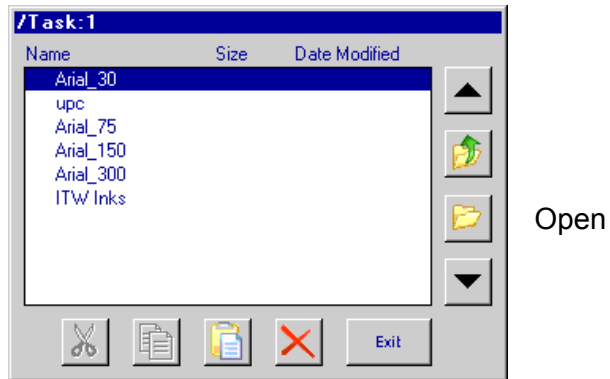 /Task:1
Name Size Date Modified
Arial_30
upc
Arial_75
Arial_150
Arial_300
ITW Inks
Open
Exit